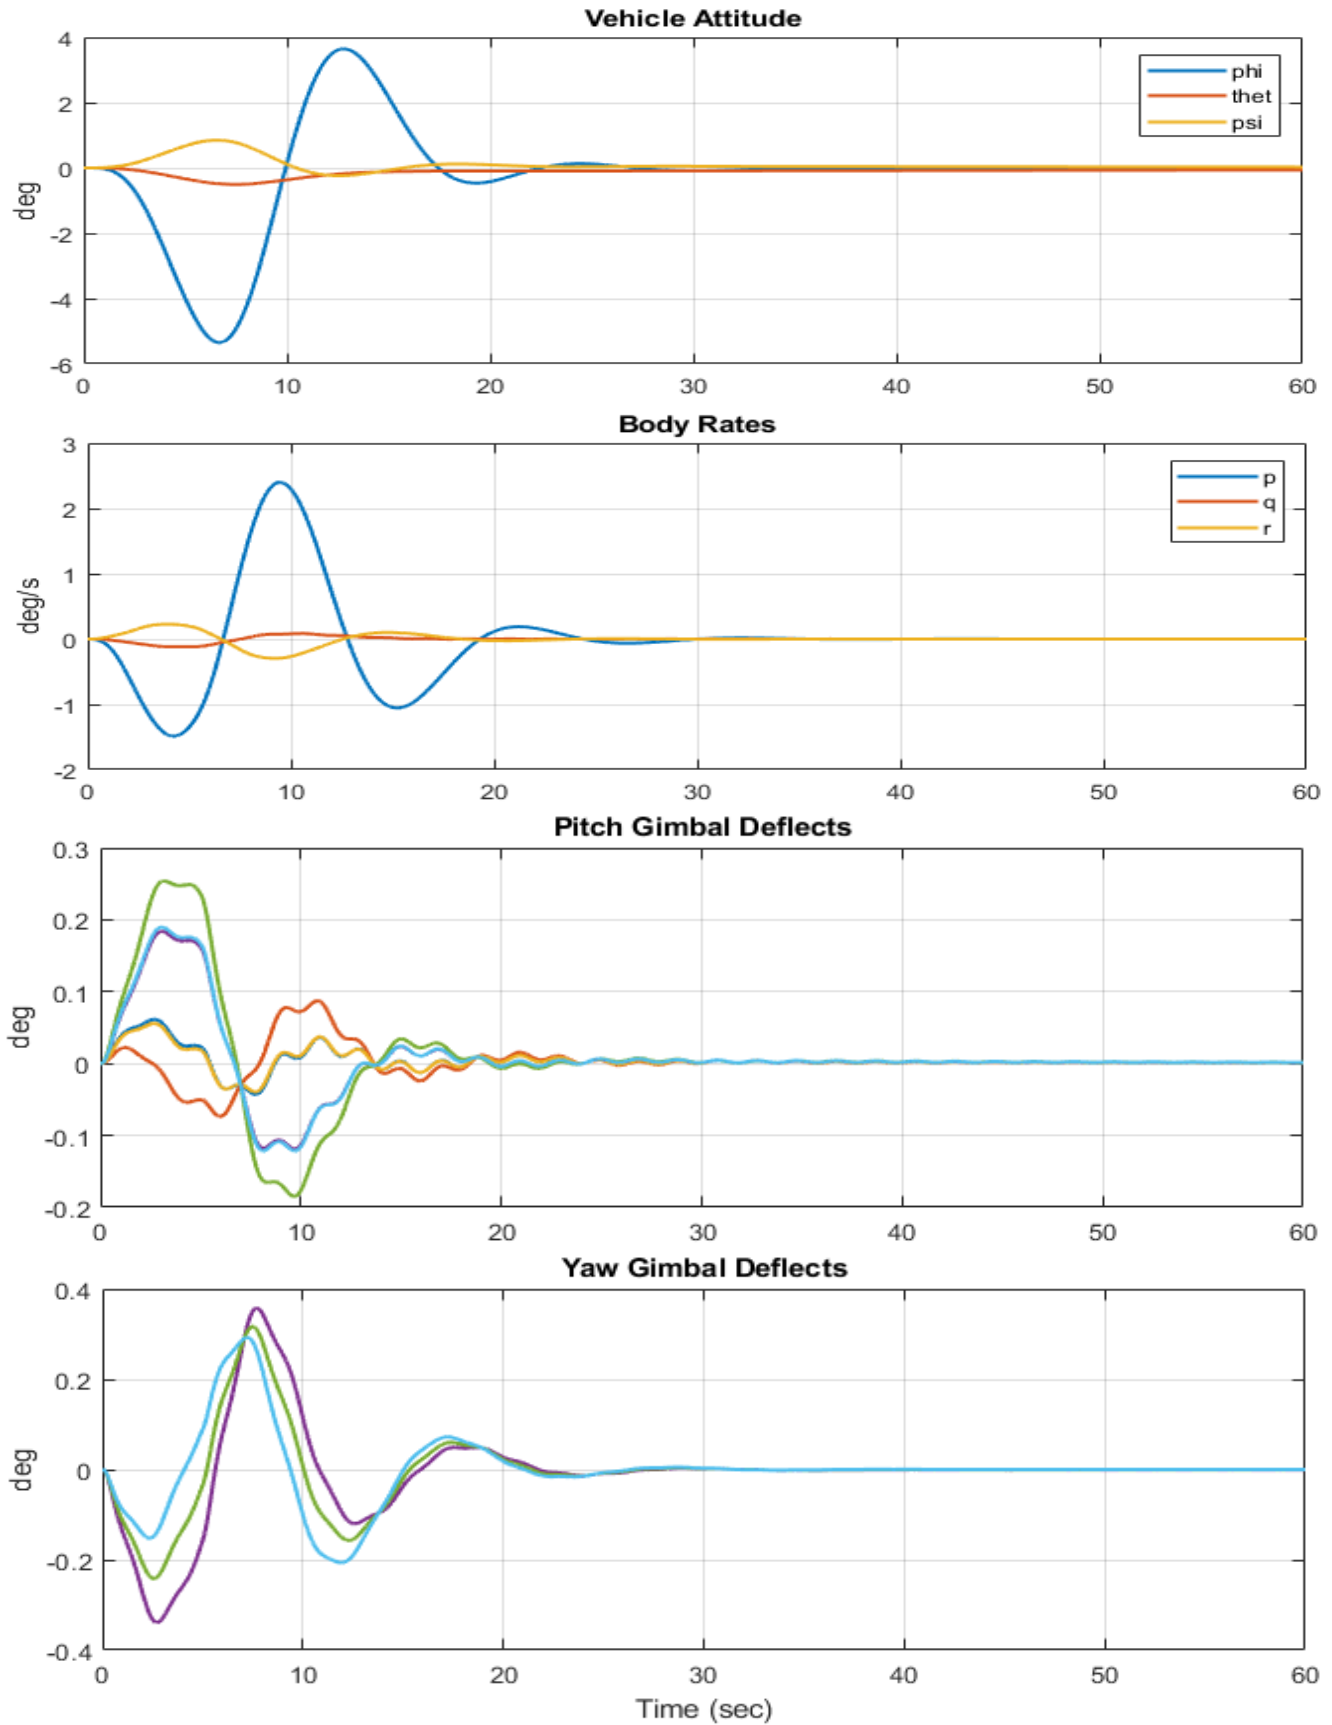 Vehicle Attitude
4
2
0
-2
-4
-6
deg
phi
thet
psi
0 10 20 30 40 50 60
Body Rates
3
2
1
0
-1
-2
deg/s
p
q
r
0 10 20 30 40 50 60
Pitch Gimbal Deflects
0.3
0.2
0.1
0
-0.1
-0.2
deg
0 10 20 30 40 50 60
Yaw Gimbal Deflects
0.4
0.2
0
-0.2
-0.4
deg
0 10 20 30 40 50 60
Time (sec)